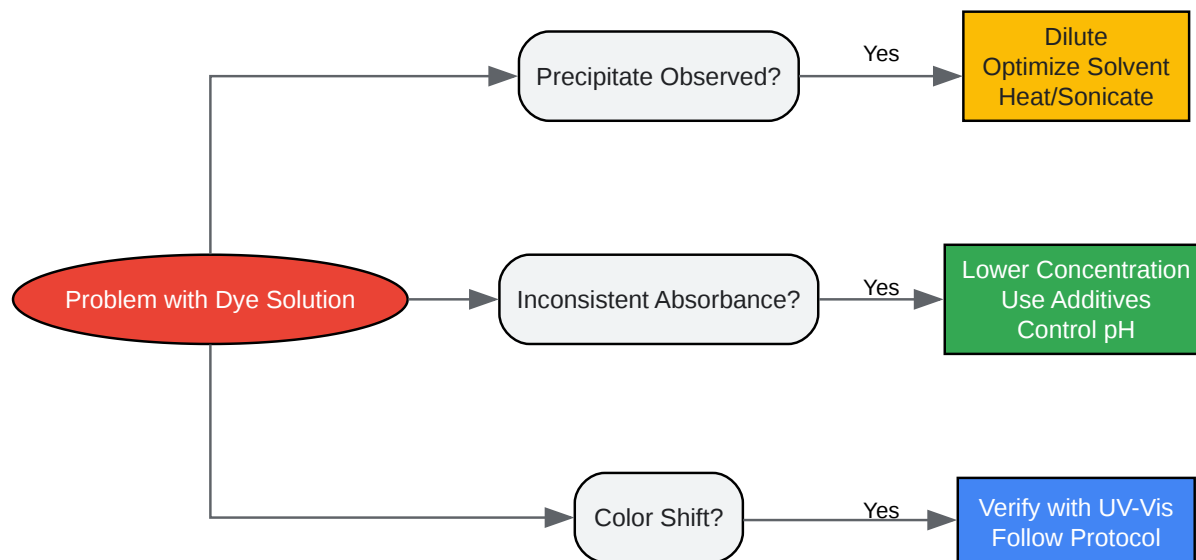 Precipitate Observed?
Yes
Dilute
Optimize Solvent
Heat/Sonicate
Problem with Dye Solution
Inconsistent Absorbance?
Yes
Lower Concentration
Use Additives
Control pH
Color Shift?
Yes
Verify with UV-Vis
Follow Protocol